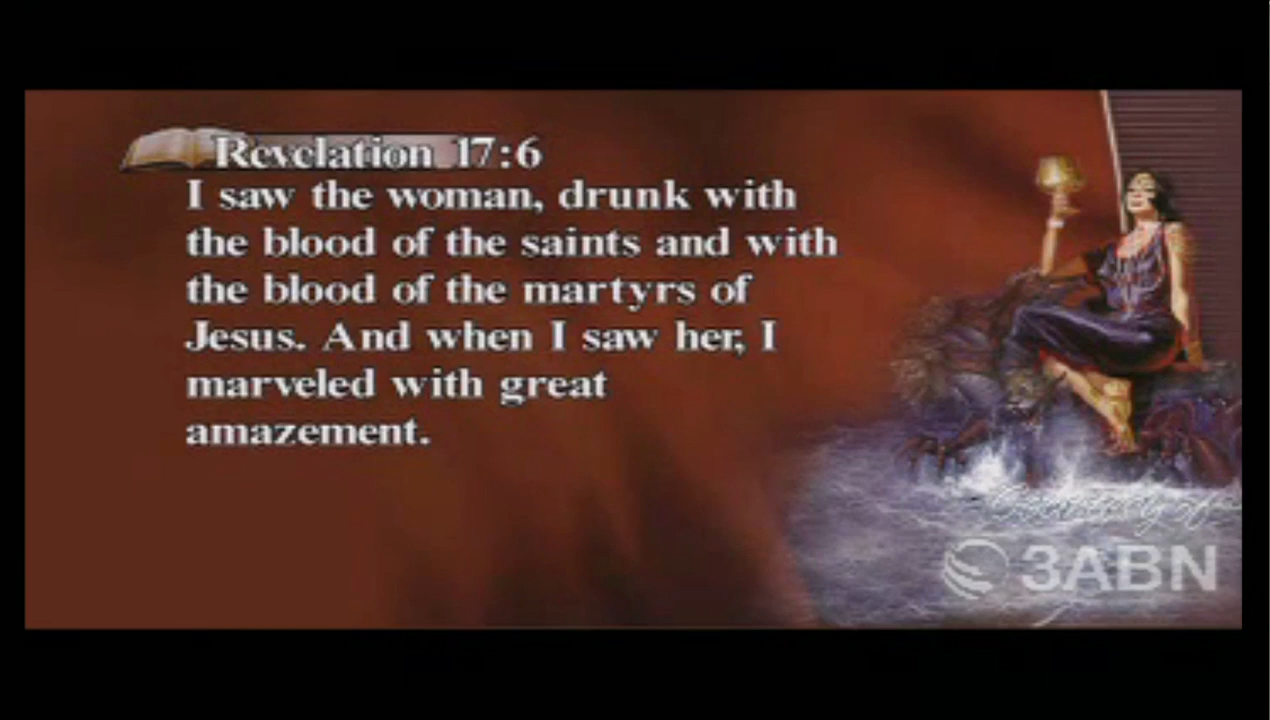 Revelation 17:6
I saw the woman, drunk with
the blood of the saints and with
the blood of the martyrs of
Jesus. And when I saw her, I
marveled with great
amazement.
3ABN